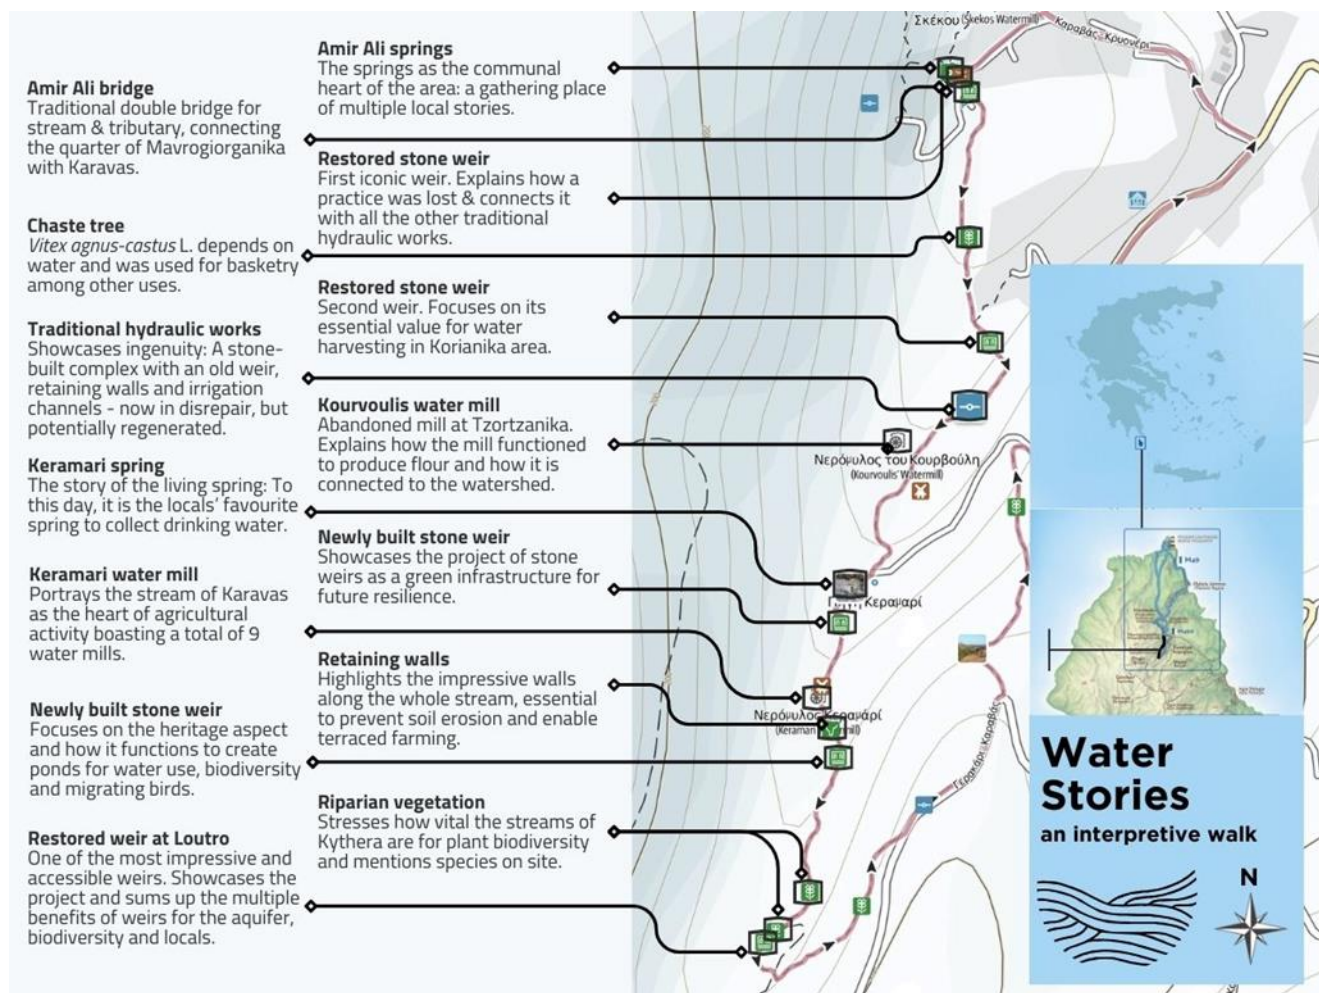 Amir Ali bridge
Traditional double bridge for
stream & tributary, connecting
the quarter of Mavrogiorganika
with Karavas.
Chaste tree
Vitex agnus-castus L. depends on
water and was used for basketry
among other uses.
Traditional hydraulic works
Showcases ingenuity: A stone-
built complex with an old weir,
retaining walls and irrigation
channels - now in disrepair, but
potentially regenerated.
Keramari spring
The story of the living spring: To
this day, it is the locals' favourite
spring to collect drinking water.
Keramari water mill
Portrays the stream of Karavas
as the heart of agricultural
activity boasting a total of 9
water mills.
Newly built stone weir
Focuses on the heritage aspect
and how it functions to create
ponds for water use, biodiversity
and migrating birds.
Restored weir at Loutro
One of the most impressive and
accessible weirs. Showcases the
project and sums up the multiple
benefits of weirs for the aquifer,
biodiversity and locals.
Amir Ali springs
The springs as the communal
heart of the area: a gathering place
of multiple local stories.
Restored stone weir
First iconic weir. Explains how a
practice was lost & connects it
with all the other traditional
hydraulic works.
Restored stone weir
Second weir. Focuses on its
essential value for water
harvesting in Korianika area.
Kourvoulis water mill
Abandoned mill at Tzortzanika.
Explains how the mill functioned
to produce flour and how it is
connected to the watershed.
Newly built stone weir
Showcases the project of stone
weirs as a green infrastructure for
future resilience.
Retaining walls
Highlights the impressive walls
along the whole stream, essential
to prevent soil erosion and enable
terraced farming.
Riparian vegetation
Stresses how vital the streams of
Kythera are for plant biodiversity
and mentions species on site.
Σκέκου (Skekos Watermill)
Καραβάς Κρυονέρι
Νερόμυλος του Κουρβούλη
(Kourvoulis' Watermill)
Κεραμαρί
Νερόμυλος Κεραμάρι
Γερακάρι Καραβάς
Water
Stories
an interpretive walk
N